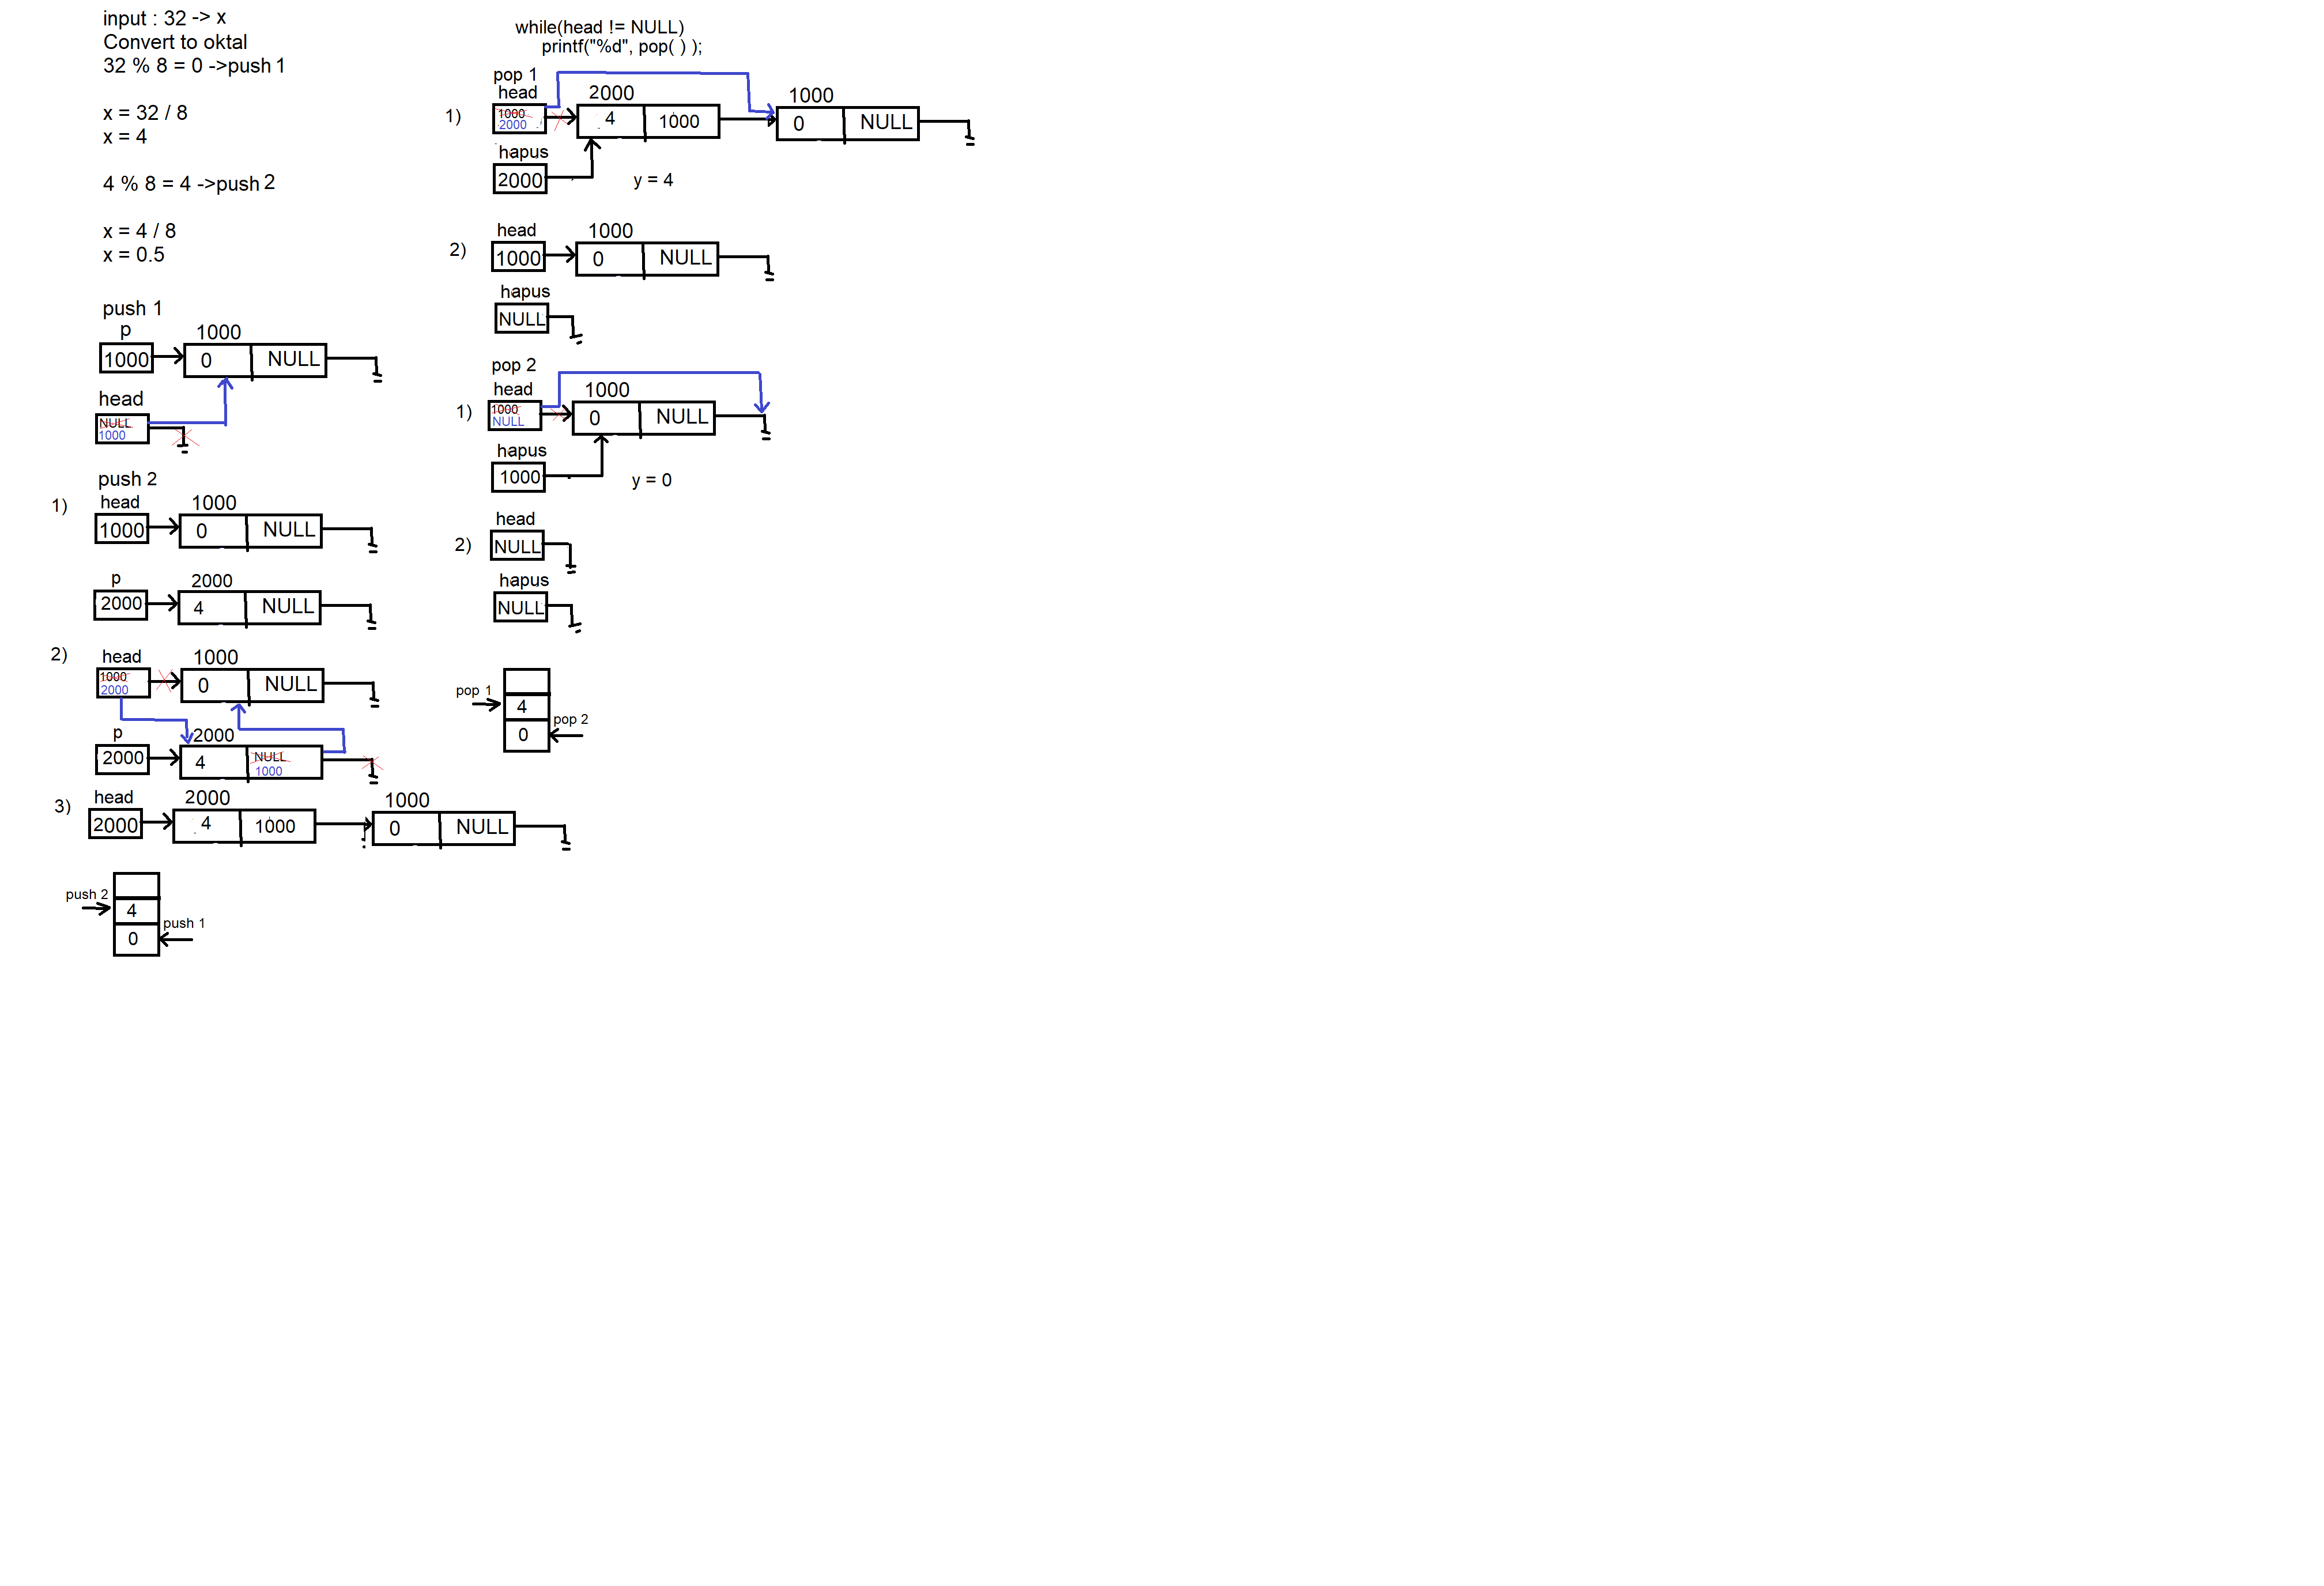 input : 32 -> x
Convert to oktal
32 % 8 = 0 ->push 1
x = 32 / 8
x = 4
4 % 8 = 4 ->push 2
x = 4 / 8
x = 0.5
push 1
p
1000
1000
0 NULL
head
NULL
1000
push 2
1)
head
1000
1000
0 NULL
p
2000
2000
4 NULL
2)
head
1000
1000
2000
0 NULL
p
2000
2000
4
NULL
1000
3)
head
2000
1000
2000
4 1000
0 NULL
push 2
4
push 1
0
while(head != NULL)
printf("%d", pop( ) );
pop 1
head
2000
1000
1)
1000
2000
4 1000
0 NULL
hapus
2000
y = 4
2)
head
1000
1000
0 NULL
hapus
NULL
pop 2
head
1000
1)
1000
NULL
0 NULL
hapus
1000
y = 0
head
2)
NULL
hapus
NULL
pop 1
4
pop 2
0